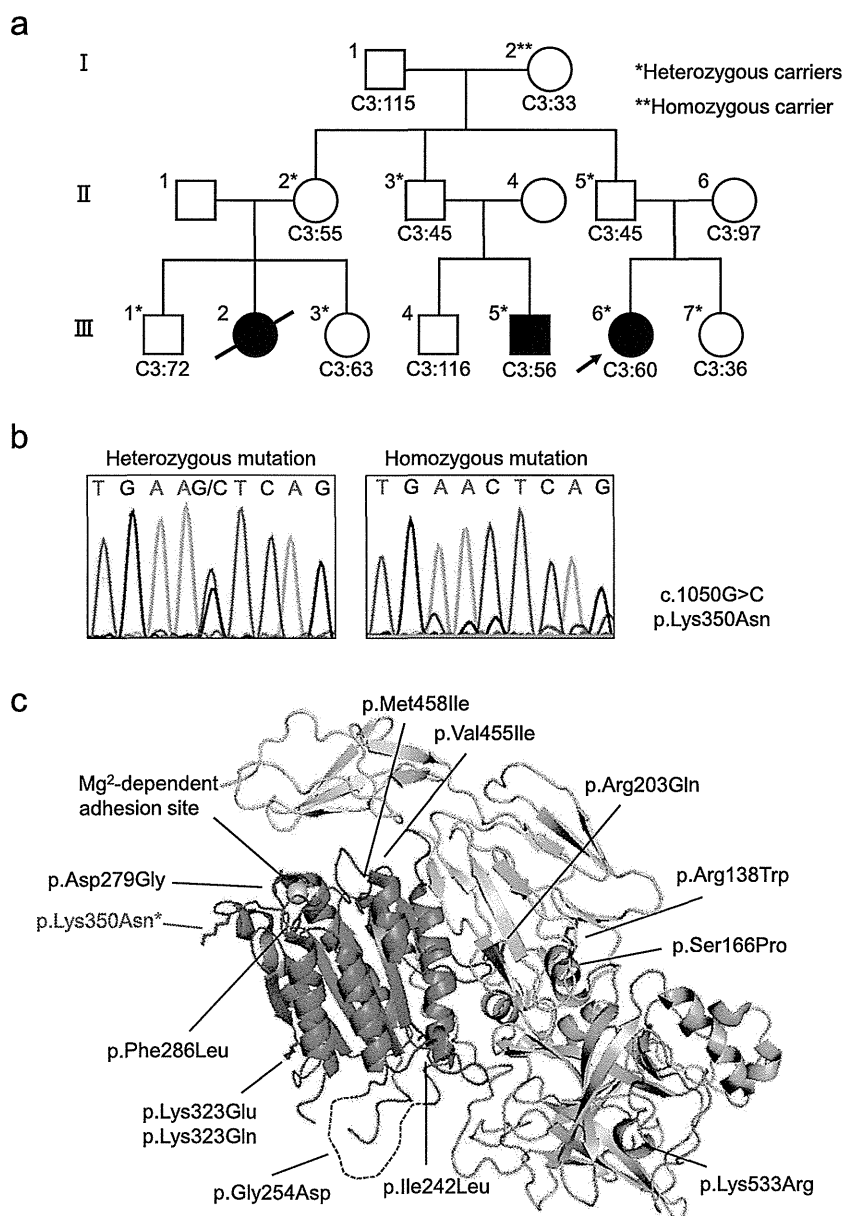 a
I
1
2**
C3:115
C3:33
*Heterozygous carriers
**Homozygous carrier
II
1
2*
3*
4
5*
6
C3:55
C3:45
C3:45
C3:97
III
1*
2
3*
4
5*
6*
7*
C3:72
C3:63
C3:116
C3:56
C3:60
C3:36
b
Heterozygous mutation
Homozygous mutation
T G A A G/C T C A G
T G A A C T C A G
c.1050G>C
p.Lys350Asn
c
p.Met458Ile
p.Val455Ile
Mg²-dependent
adhesion site
p.Arg203Gln
p.Asp279Gly
p.Arg138Trp
p.Lys350Asn*
p.Ser166Pro
p.Phe286Leu
p.Lys323Glu
p.Lys323Gln
p.Gly254Asp
p.Ile242Leu
p.Lys533Arg